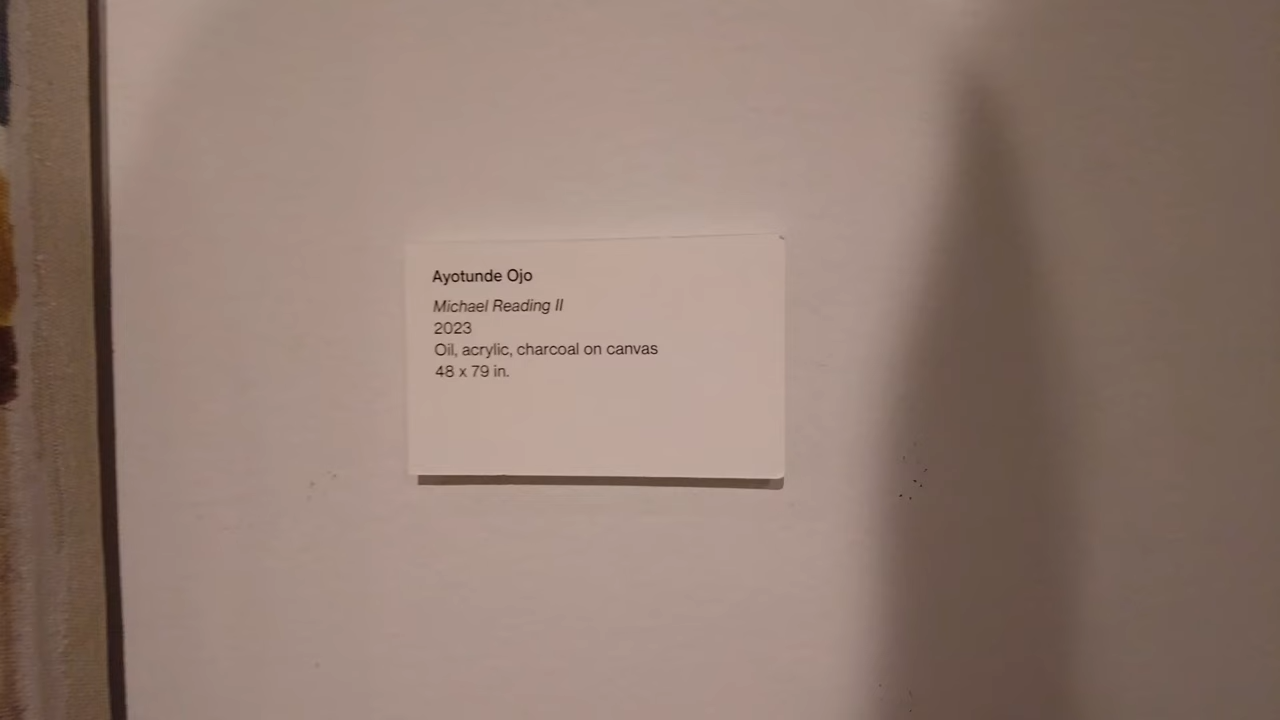 Ayotunde Ojo
Michael Reading II
2023
Oil, acrylic, charcoal on canvas
48 x 79 in.